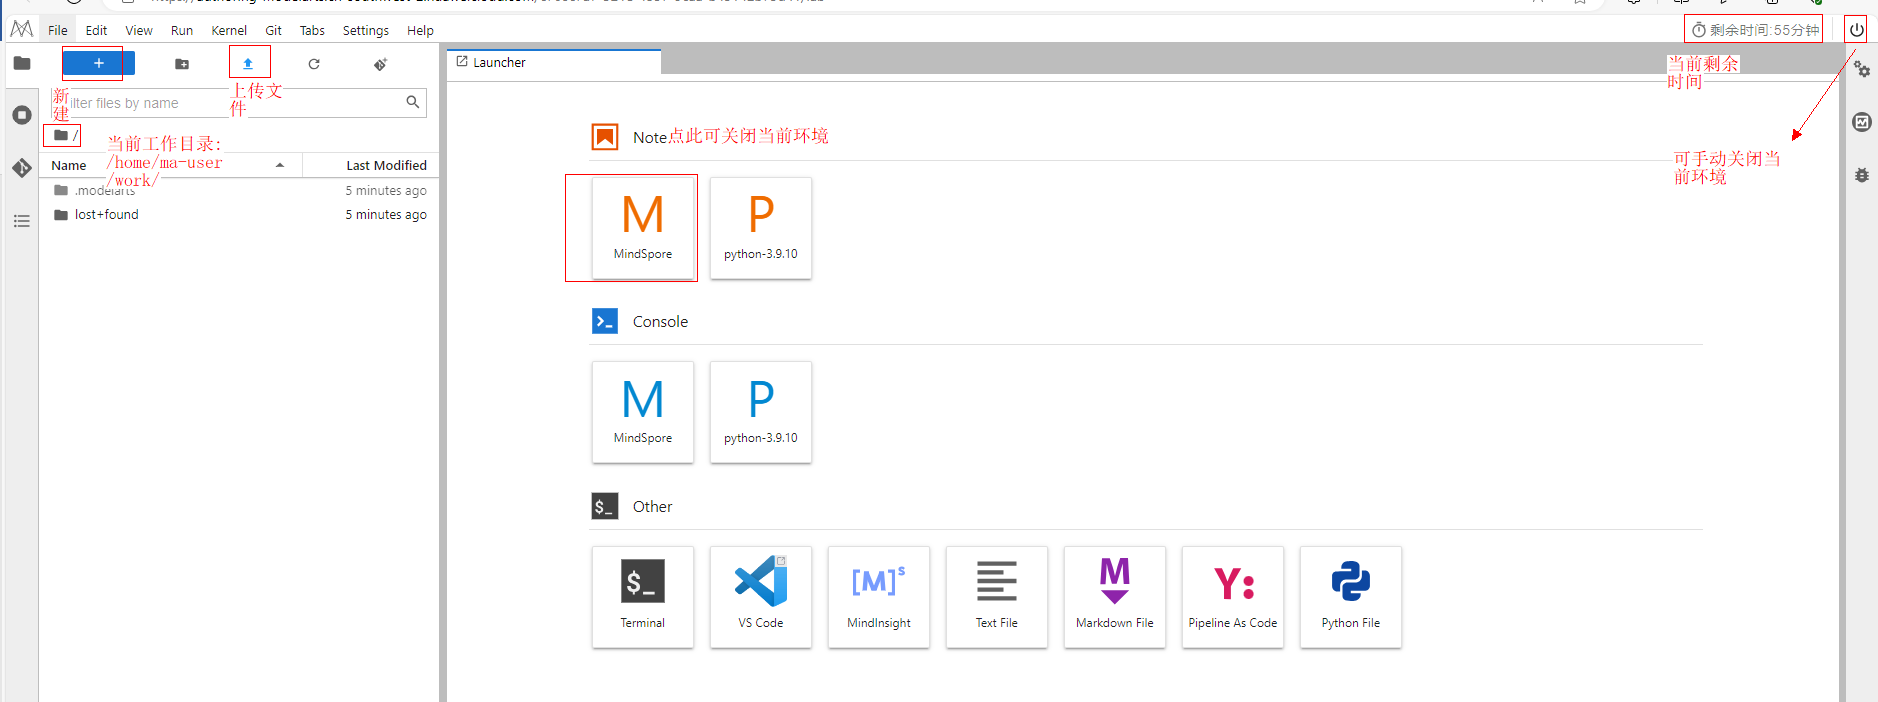 File Edit View Run Kernel Git Tabs Settings Help
剩余时间:55分钟
+
Launcher
当前剩余
时间
上传文
件
新
建
ilter files by name
/
当前工作目录:
/home/ma-user
/work/
Name
Last Modified
.modelarts
5 minutes ago
lost+found
5 minutes ago
Note
点此可关闭当前环境
可手动关闭当
前环境
M
MindSpore
P
python-3.9.10
Console
M
MindSpore
P
python-3.9.10
$_
Other
$_
Terminal
VS Code
[M]s
MindInsight
Text File
M
Markdown File
Y:
Pipeline As Code
Python File